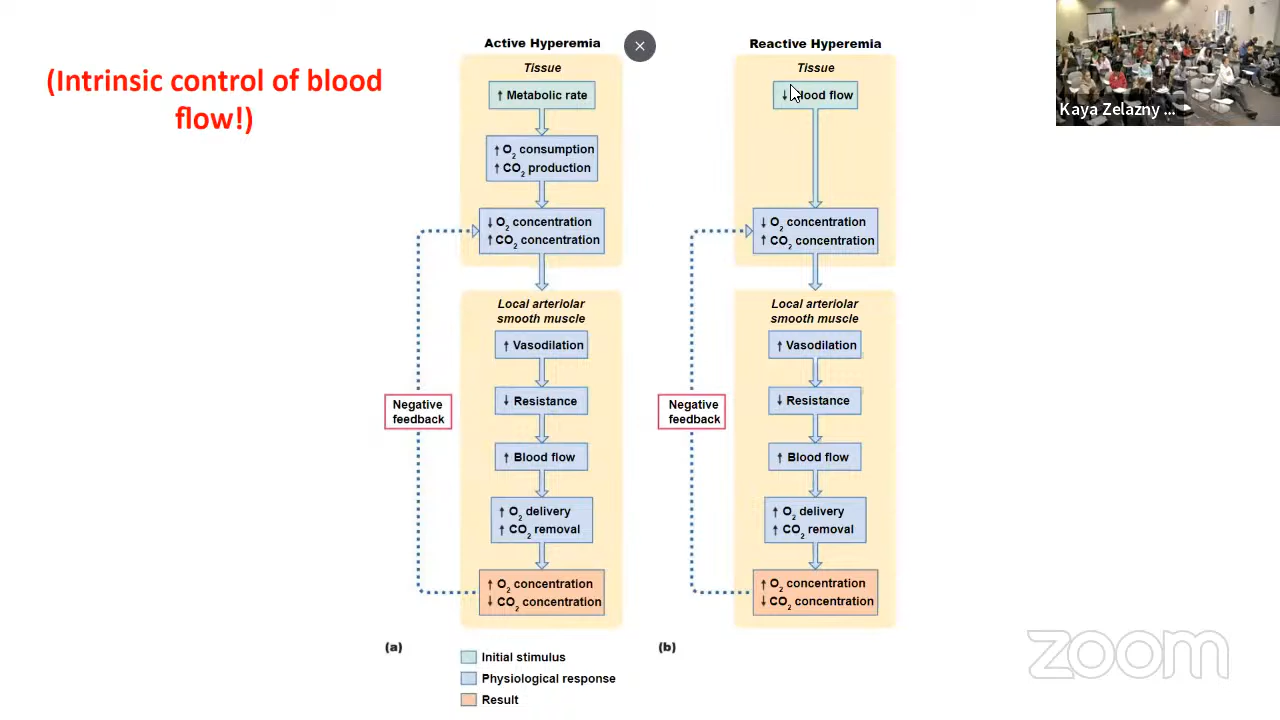 (Intrinsic control of blood
flow!)
Active Hyperemia
Tissue
↑ Metabolic rate
↑ O2 consumption
↑ CO2 production
↓ O2 concentration
↑ CO2 concentration
Local arteriolar
smooth muscle
↑ Vasodilation
↓ Resistance
↑ Blood flow
↑ O2 delivery
↑ CO2 removal
↑ O2 concentration
↓ CO2 concentration
Negative
feedback
(a)
Reactive Hyperemia
Tissue
↓ Blood flow
↓ O2 concentration
↑ CO2 concentration
Local arteriolar
smooth muscle
↑ Vasodilation
↓ Resistance
↑ Blood flow
↑ O2 delivery
↑ CO2 removal
↑ O2 concentration
↓ CO2 concentration
Negative
feedback
(b)
Initial stimulus
Physiological response
Result
Kaya Zelazny ...
zoom